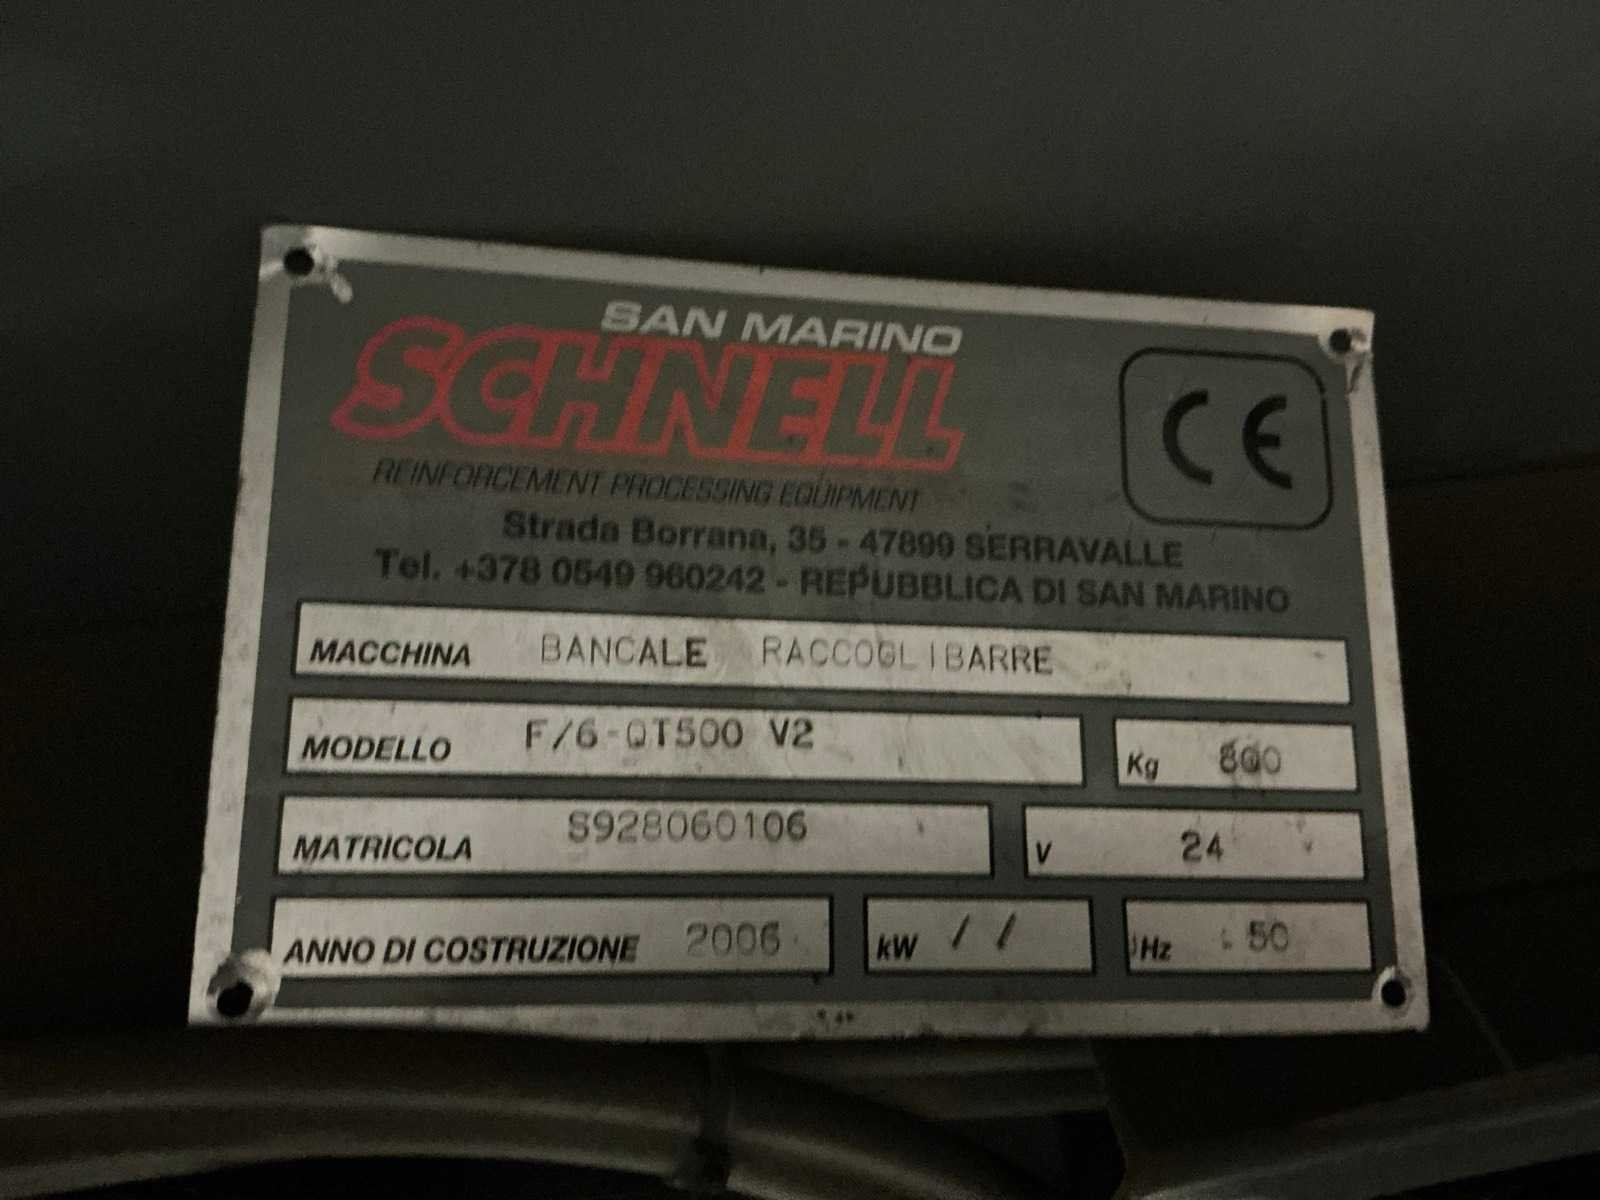 SAN MARINO
SCHNELL
REINFORCEMENT PROCESSING EQUIPMENT
CE
Strada Borrana, 35 - 47899 SERRAVALLE
Tel. +378 0549 960242 - REPUBBLICA DI SAN MARINO
MACCHINA BANCALE RACCOGLIBARRE
MODELLO F/6-QT500 V2 Kg 800
MATRICOLA S928060106 V 24
ANNO DI COSTRUZIONE 2006 kW / / Hz 50